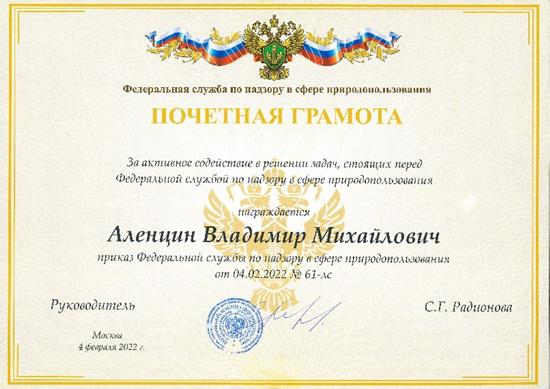 Федеральная служба по надзору в сфере природопользования
ПОЧЕТНАЯ ГРАМОТА
За активное содействие в решении задач, стоящих перед
Федеральной службой по надзору в сфере природопользования
награждается
Аленцин Владимир Михайлович
приказ Федеральной службы по надзору в сфере природопользования
от 04.02.2022 № 61-лс
Руководитель
С.Г. Радионова
Москва
4 февраля 2022 г.